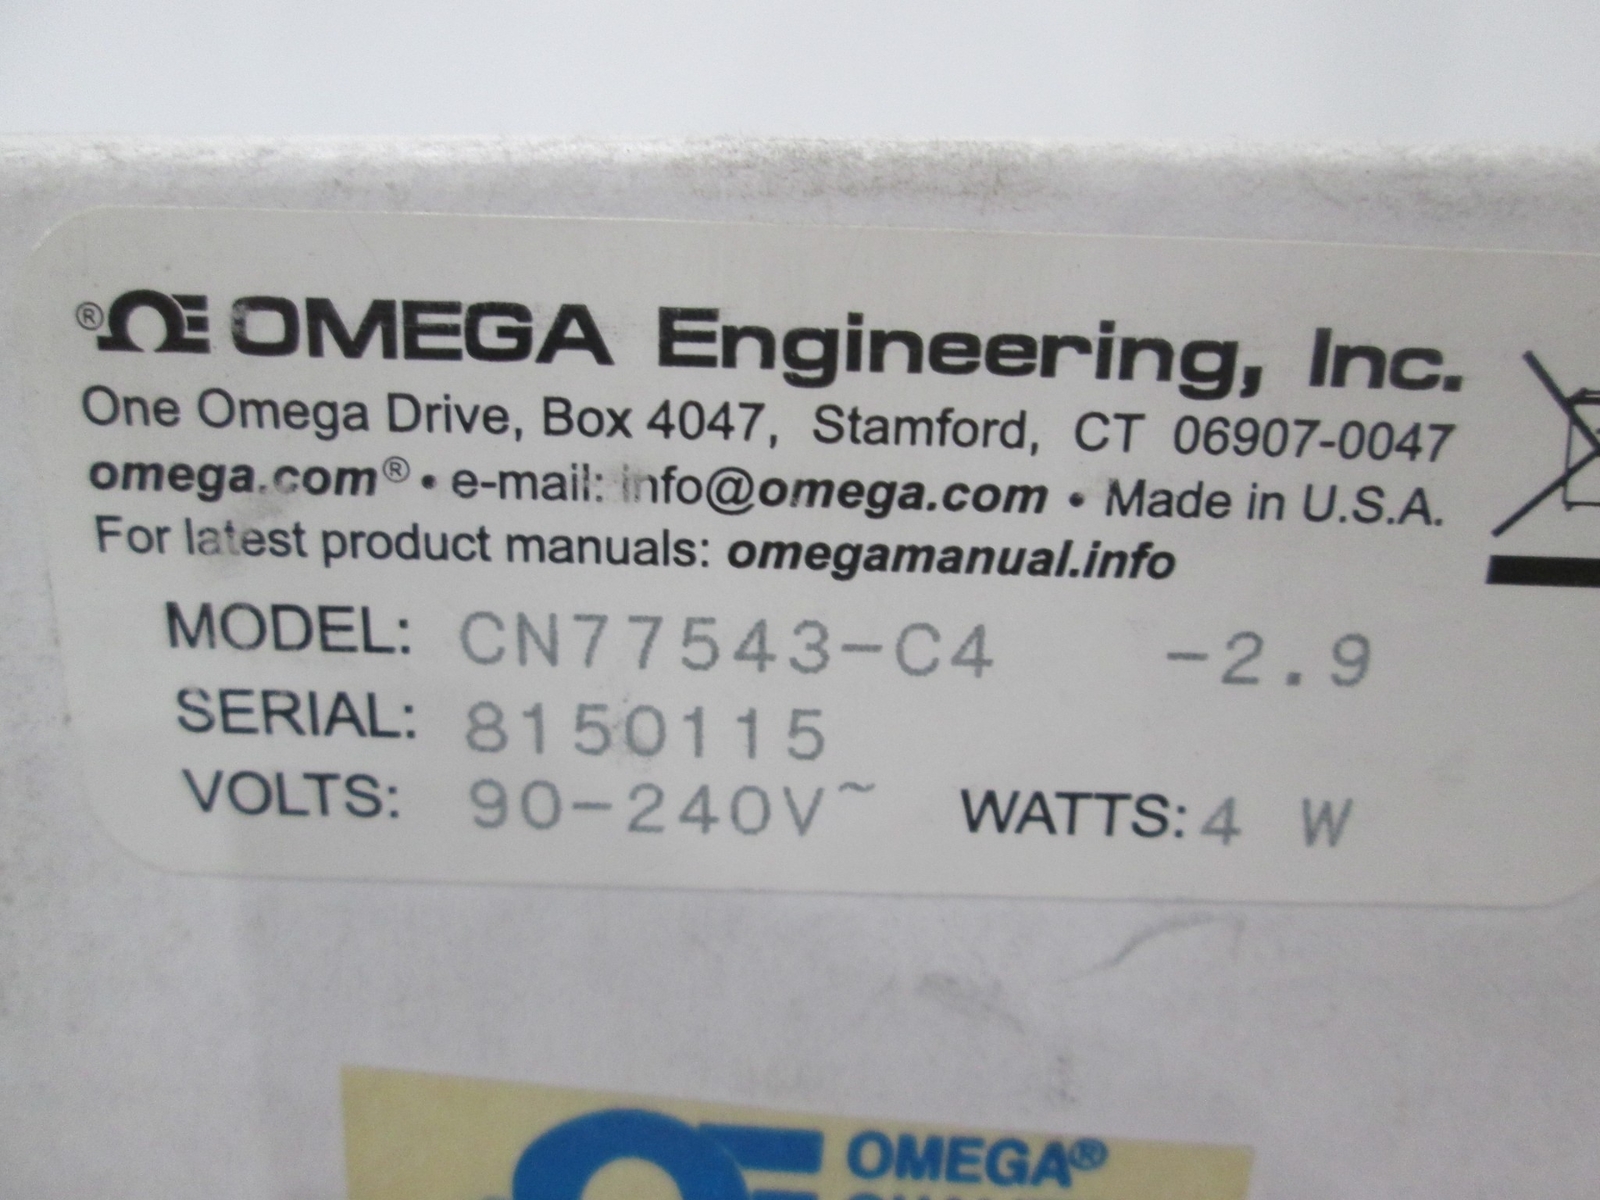 ® OMEGA Engineering, Inc.
One Omega Drive, Box 4047, Stamford, CT 06907-0047
omega.com® • e-mail: info@omega.com • Made in U.S.A.
For latest product manuals: omegamanual.info
MODEL: CN77543-C4 -2.9
SERIAL: 8150115
VOLTS: 90-240V~ WATTS: 4 W
OMEGA®